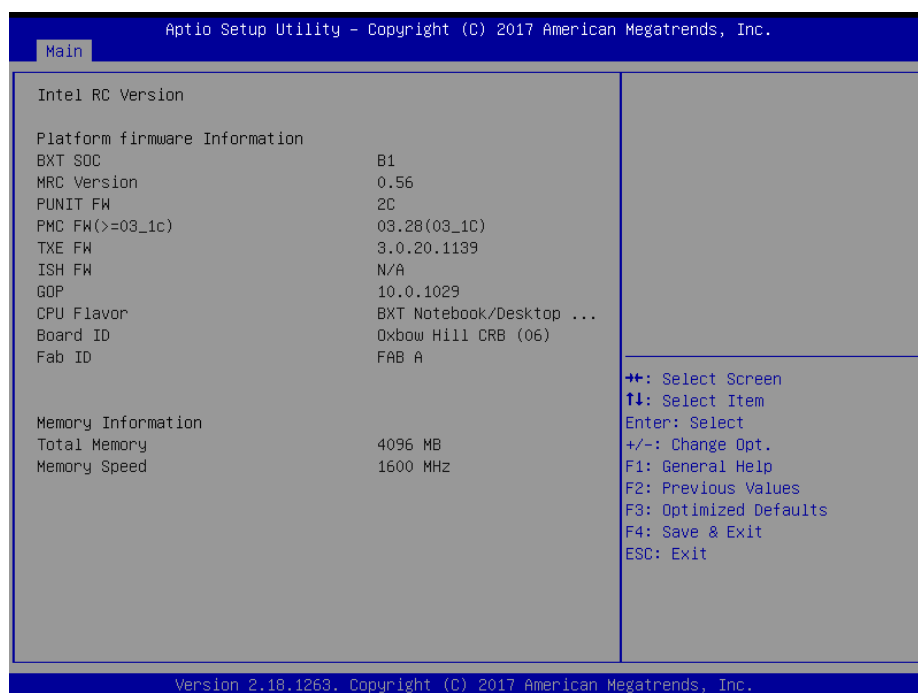 Aptio Setup Utility – Copyright (C) 2017 American Megatrends, Inc.
Main
Intel RC Version
Platform firmware Information
BXT SOC B1
MRC Version 0.56
PUNIT FW 2C
PMC FW(>=03_1c) 03.28(03_1C)
TXE FW 3.0.20.1139
ISH FW N/A
GOP 10.0.1029
CPU Flavor BXT Notebook/Desktop ...
Board ID Oxbow Hill CRB (06)
Fab ID FAB A
Memory Information
Total Memory 4096 MB
Memory Speed 1600 MHz
→←: Select Screen
↑↓: Select Item
Enter: Select
+/-: Change Opt.
F1: General Help
F2: Previous Values
F3: Optimized Defaults
F4: Save & Exit
ESC: Exit
Version 2.18.1263. Copyright (C) 2017 American Megatrends, Inc.